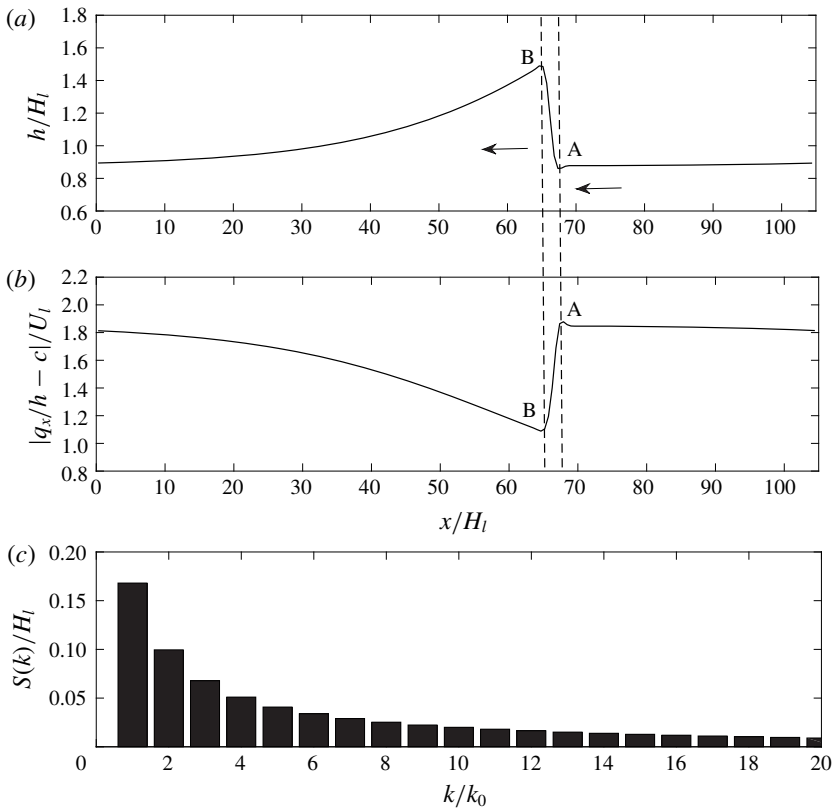 (a)
1.8
1.6
1.4
1.2
1.0
0.8
0.6
h/H_l
B
A
0 10 20 30 40 50 60 70 80 90 100
(b)
2.2
2.0
1.8
1.6
1.4
1.2
1.0
0.8
|q_x/h − c|/U_l
A
B
0 10 20 30 40 50 60 70 80 90 100
x/H_l
(c)
0.20
0.15
0.10
0.05
S(k)/H_l
0 2 4 6 8 10 12 14 16 18 20
k/k_0